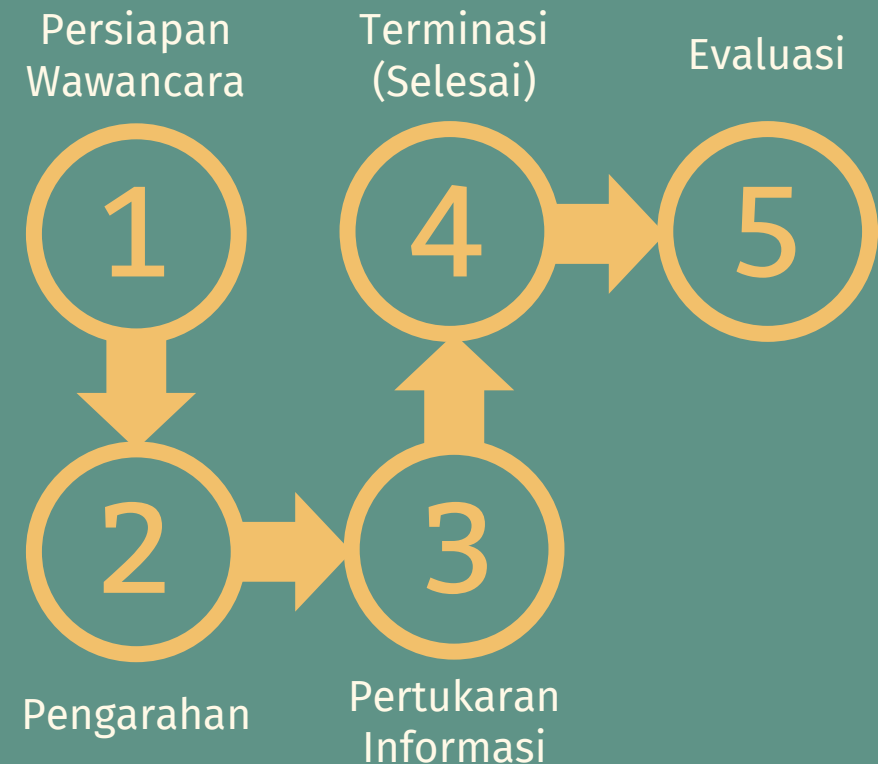 Persiapan
Wawancara
1
Terminasi
(Selesai)
4
Evaluasi
5
2
Pengarahan
3
Pertukaran
Informasi